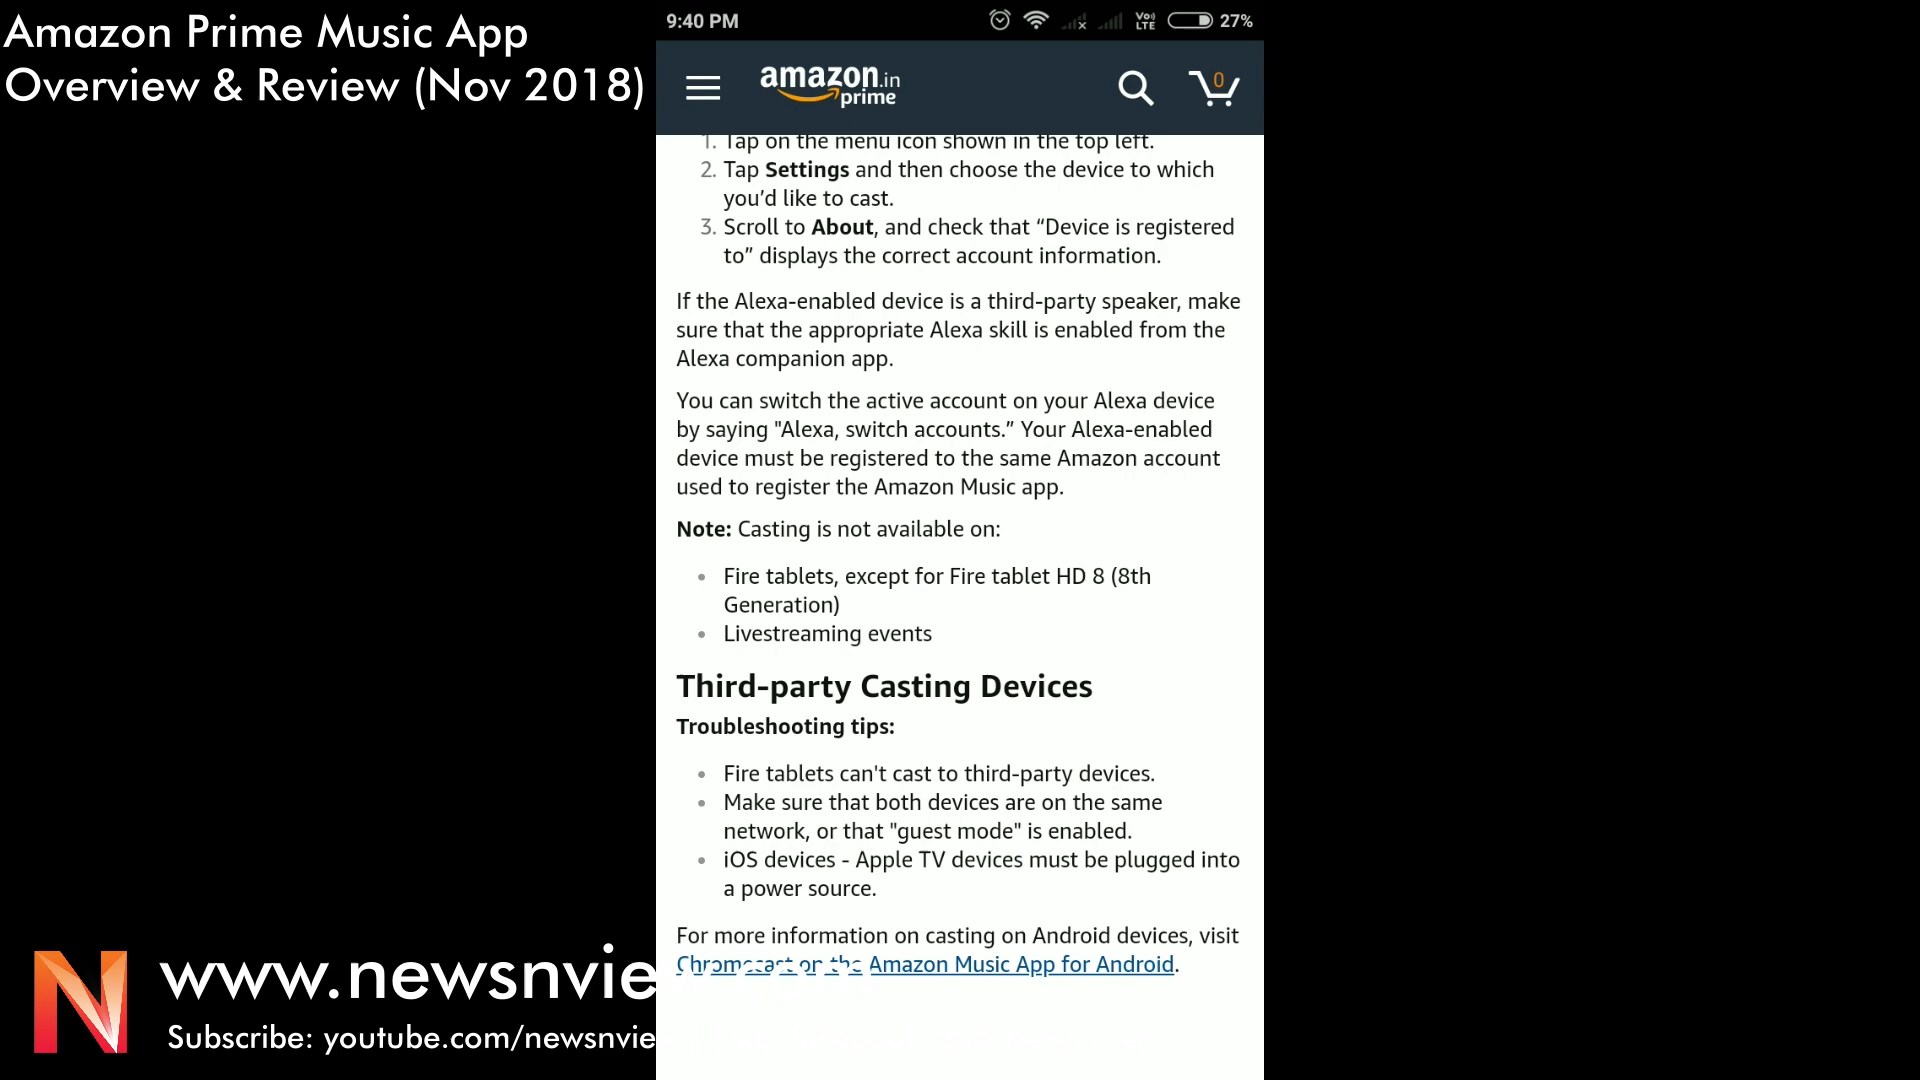 Amazon Prime Music App
Overview & Review (Nov 2018)
9:40 PM
Vo) LTE
27%
amazon.in
prime
0
1. Tap on the menu icon shown in the top left.
2. Tap Settings and then choose the device to which
you’d like to cast.
3. Scroll to About, and check that “Device is registered
to” displays the correct account information.
If the Alexa-enabled device is a third-party speaker, make
sure that the appropriate Alexa skill is enabled from the
Alexa companion app.
You can switch the active account on your Alexa device
by saying "Alexa, switch accounts.” Your Alexa-enabled
device must be registered to the same Amazon account
used to register the Amazon Music app.
Note: Casting is not available on:
• Fire tablets, except for Fire tablet HD 8 (8th
Generation)
• Livestreaming events
Third-party Casting Devices
Troubleshooting tips:
• Fire tablets can't cast to third-party devices.
• Make sure that both devices are on the same
network, or that "guest mode" is enabled.
• iOS devices - Apple TV devices must be plugged into
a power source.
For more information on casting on Android devices, visit
Chromecast on the Amazon Music App for Android.
N
www.newsnvie
Subscribe: youtube.com/newsnvie